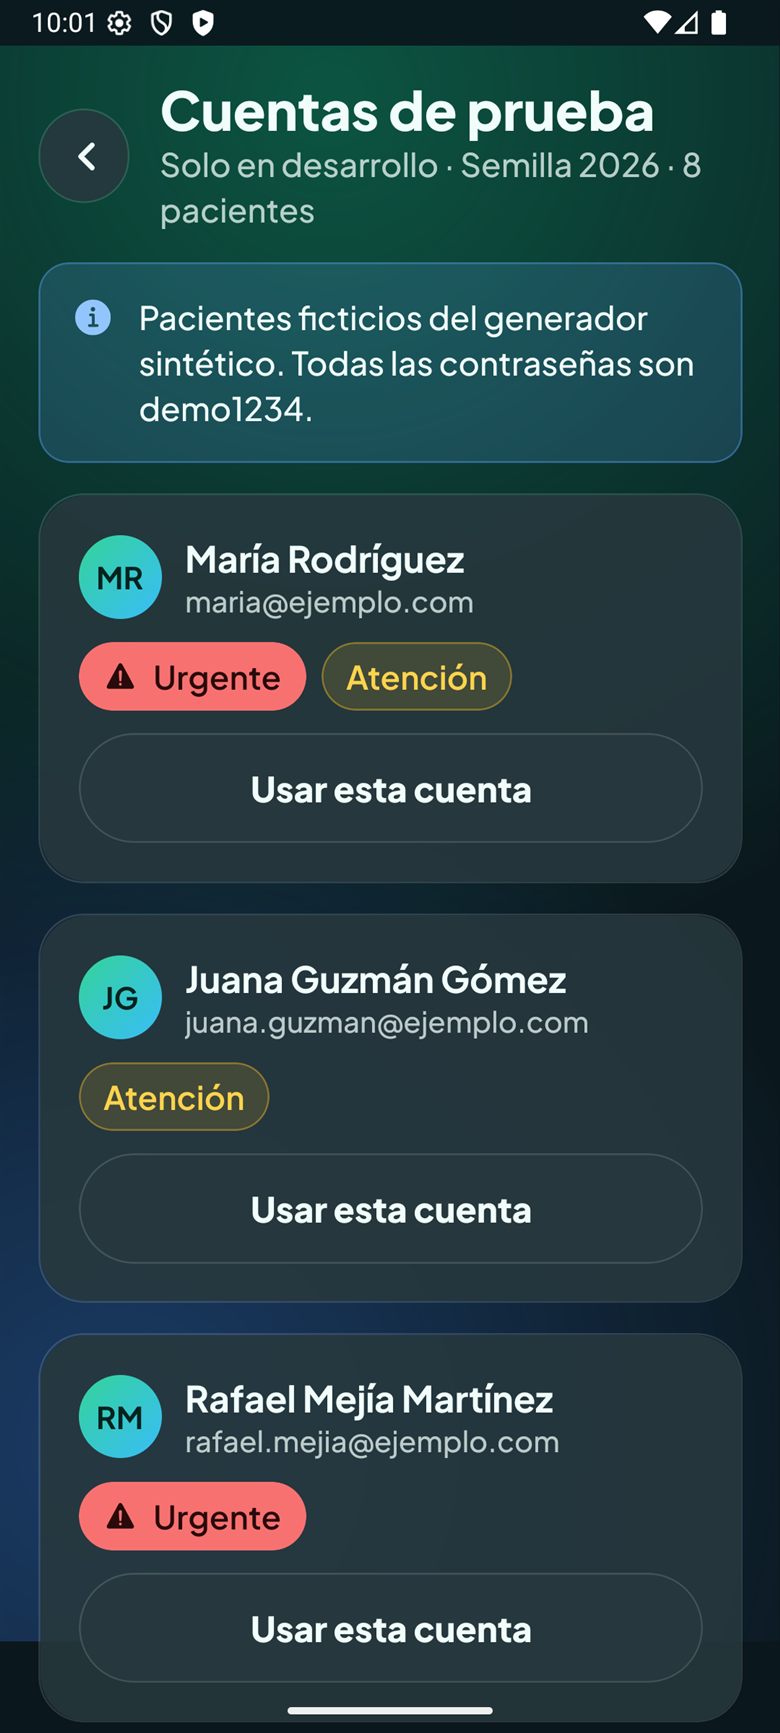 10:01
Cuentas de prueba
Solo en desarrollo · Semilla 2026 · 8
pacientes
Pacientes ficticios del generador
sintético. Todas las contraseñas son
demo1234.
MR
María Rodríguez
maria@ejemplo.com
Urgente
Atención
Usar esta cuenta
JG
Juana Guzmán Gómez
juana.guzman@ejemplo.com
Atención
Usar esta cuenta
RM
Rafael Mejía Martínez
rafael.mejia@ejemplo.com
Urgente
Usar esta cuenta